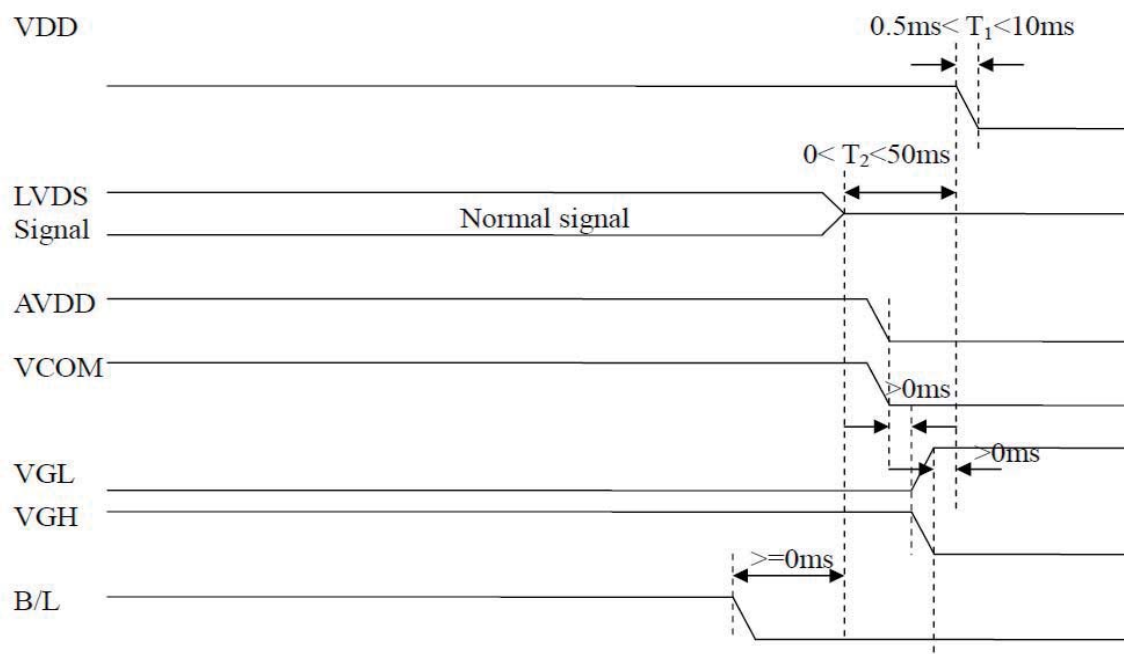 VDD
0.5ms< T₁<10ms
0< T₂<50ms
LVDS
Signal
Normal signal
AVDD
VCOM
>0ms
VGL
>0ms
VGH
>=0ms
B/L